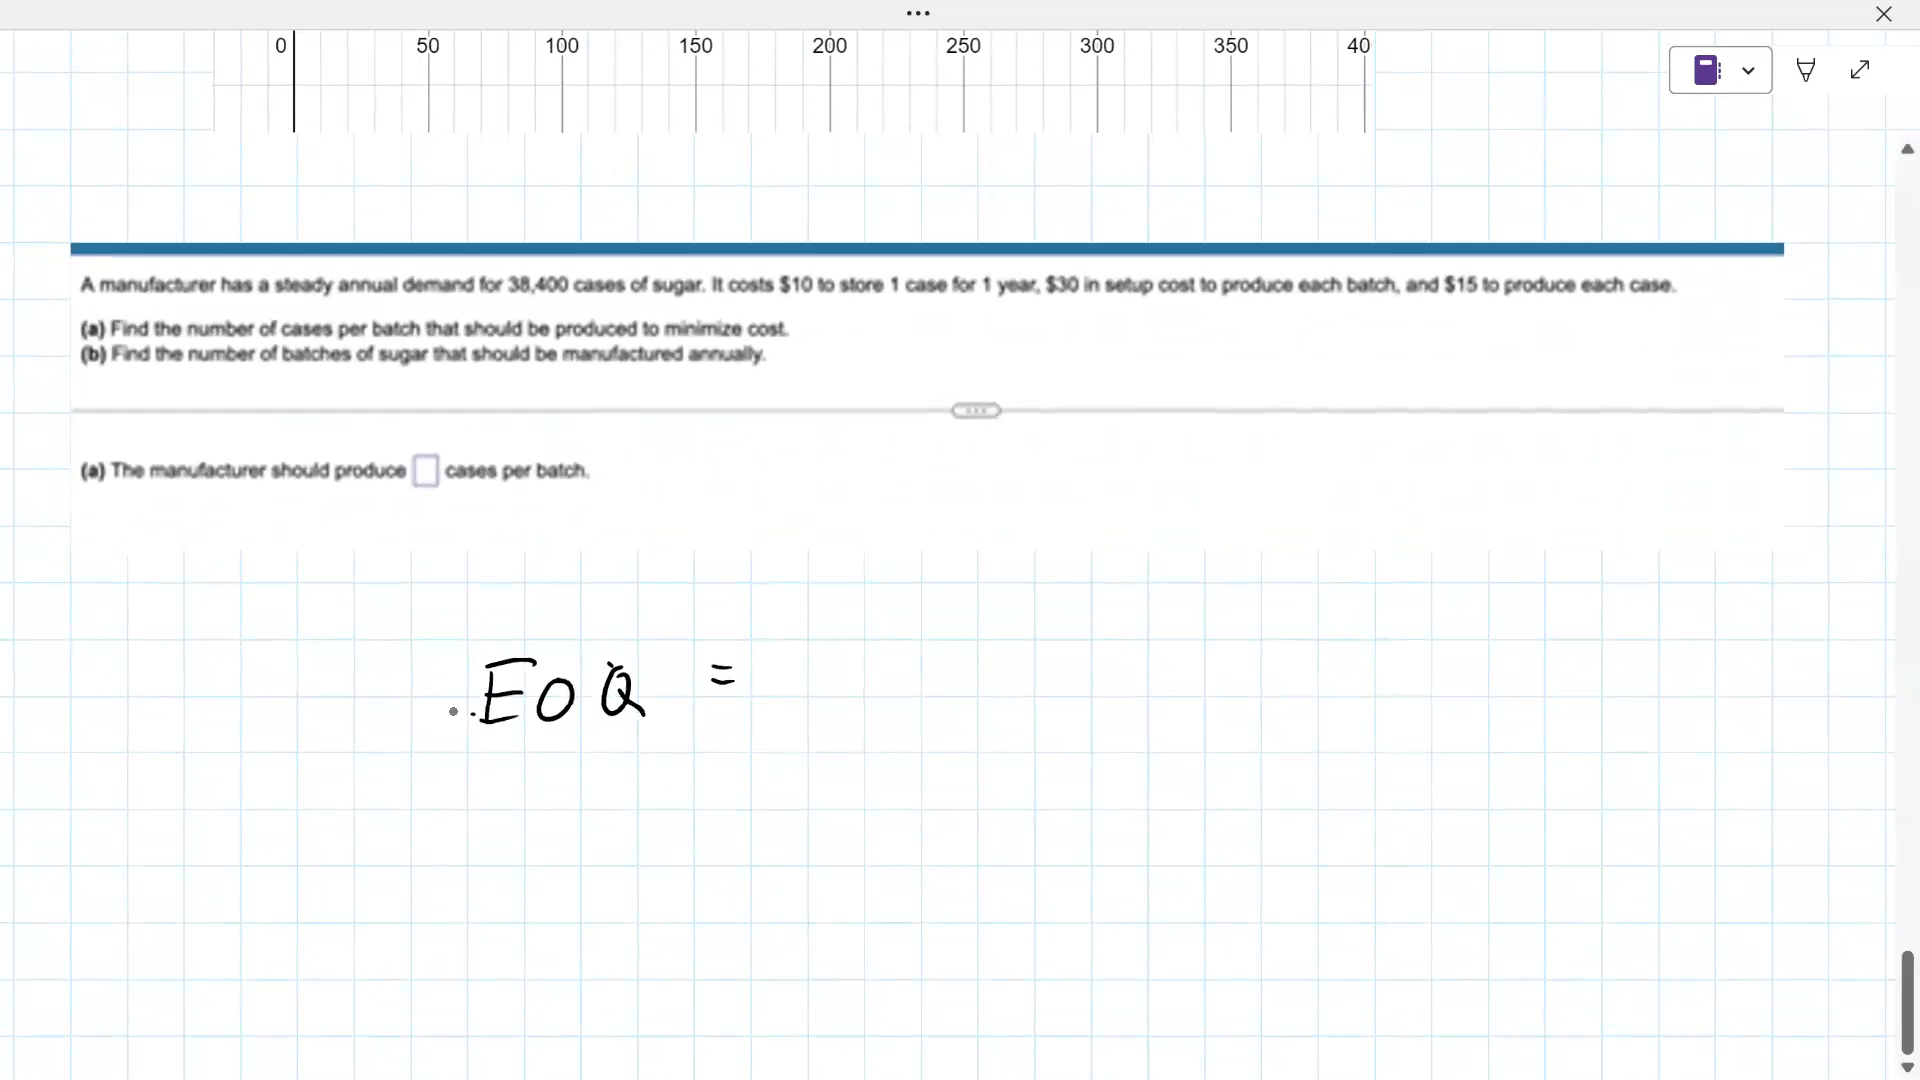 0 50 100 150 200 250 300 350 40
A manufacturer has a steady annual demand for 38,400 cases of sugar. It costs $10 to store 1 case for 1 year, $30 in setup cost to produce each batch, and $15 to produce each case.
(a) Find the number of cases per batch that should be produced to minimize cost.
(b) Find the number of batches of sugar that should be manufactured annually.
(a) The manufacturer should produce cases per batch.
EOQ =